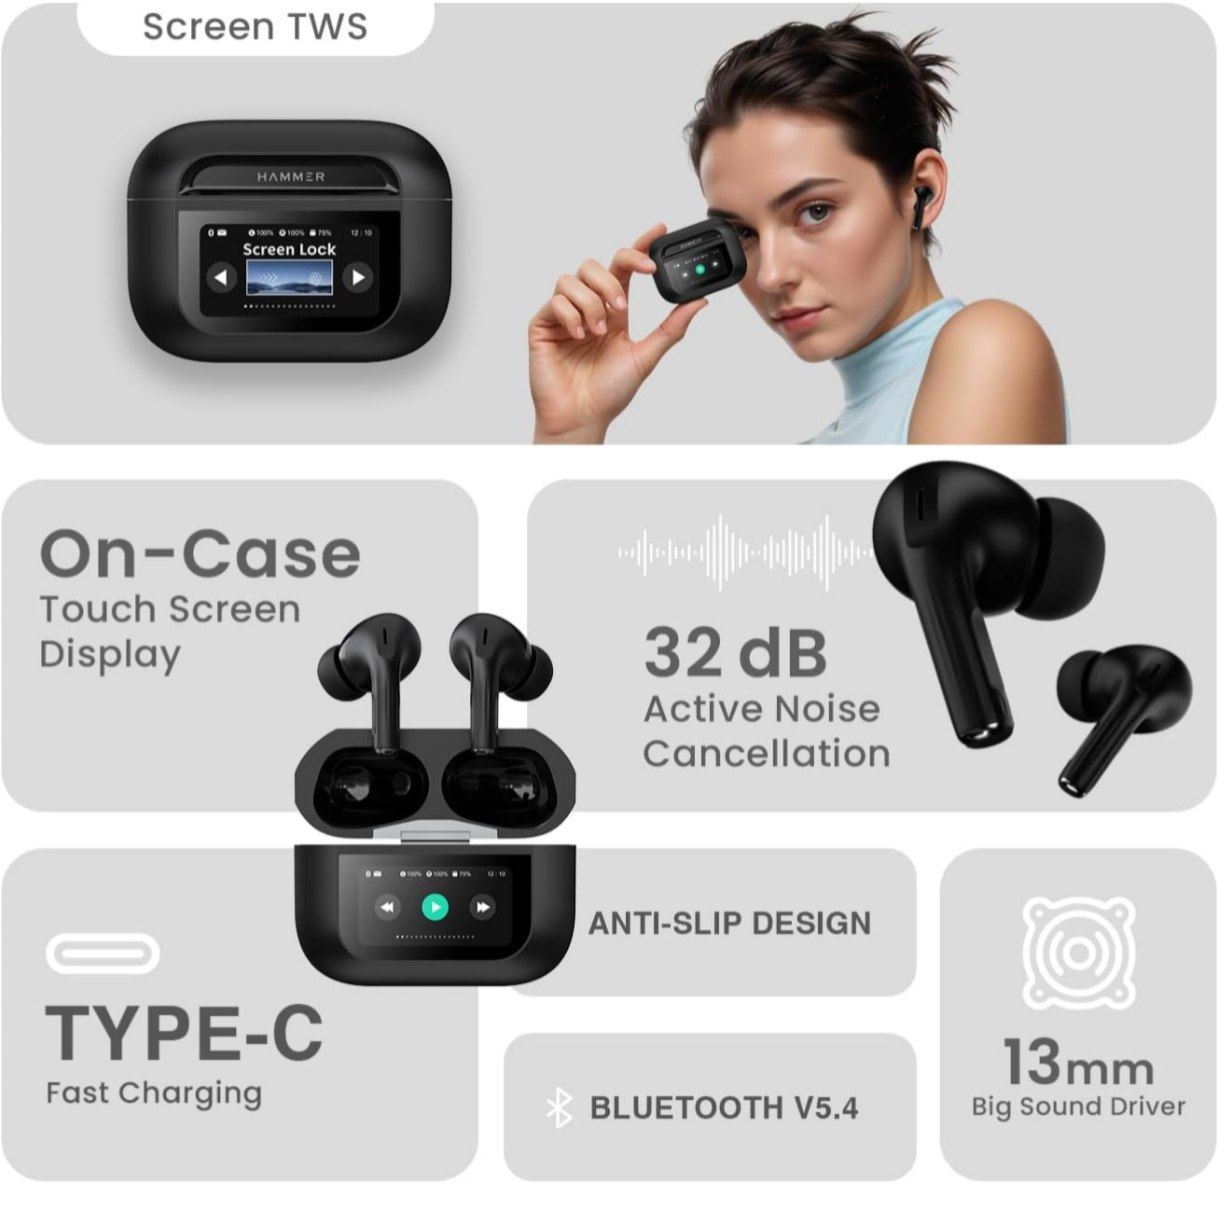 Screen TWS
HAMMER
100% 100% 75% 12:10
Screen Lock
HAMMER
On-Case
Touch Screen
Display
32 dB
Active Noise
Cancellation
100% 100% 75% 12:10
ANTI-SLIP DESIGN
TYPE-C
Fast Charging
BLUETOOTH V5.4
13mm
Big Sound Driver